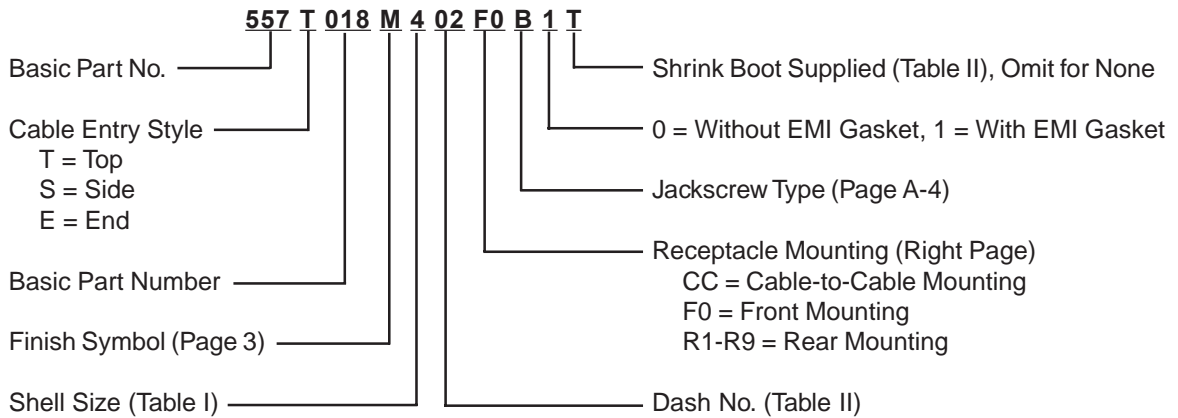 557 T 018 M 4 02 F0 B 1 T
Basic Part No.
Cable Entry Style
T = Top
S = Side
E = End
Basic Part Number
Finish Symbol (Page 3)
Shell Size (Table I)
Shrink Boot Supplied (Table II), Omit for None
0 = Without EMI Gasket, 1 = With EMI Gasket
Jackscrew Type (Page A-4)
Receptacle Mounting (Right Page)
CC = Cable-to-Cable Mounting
F0 = Front Mounting
R1-R9 = Rear Mounting
Dash No. (Table II)